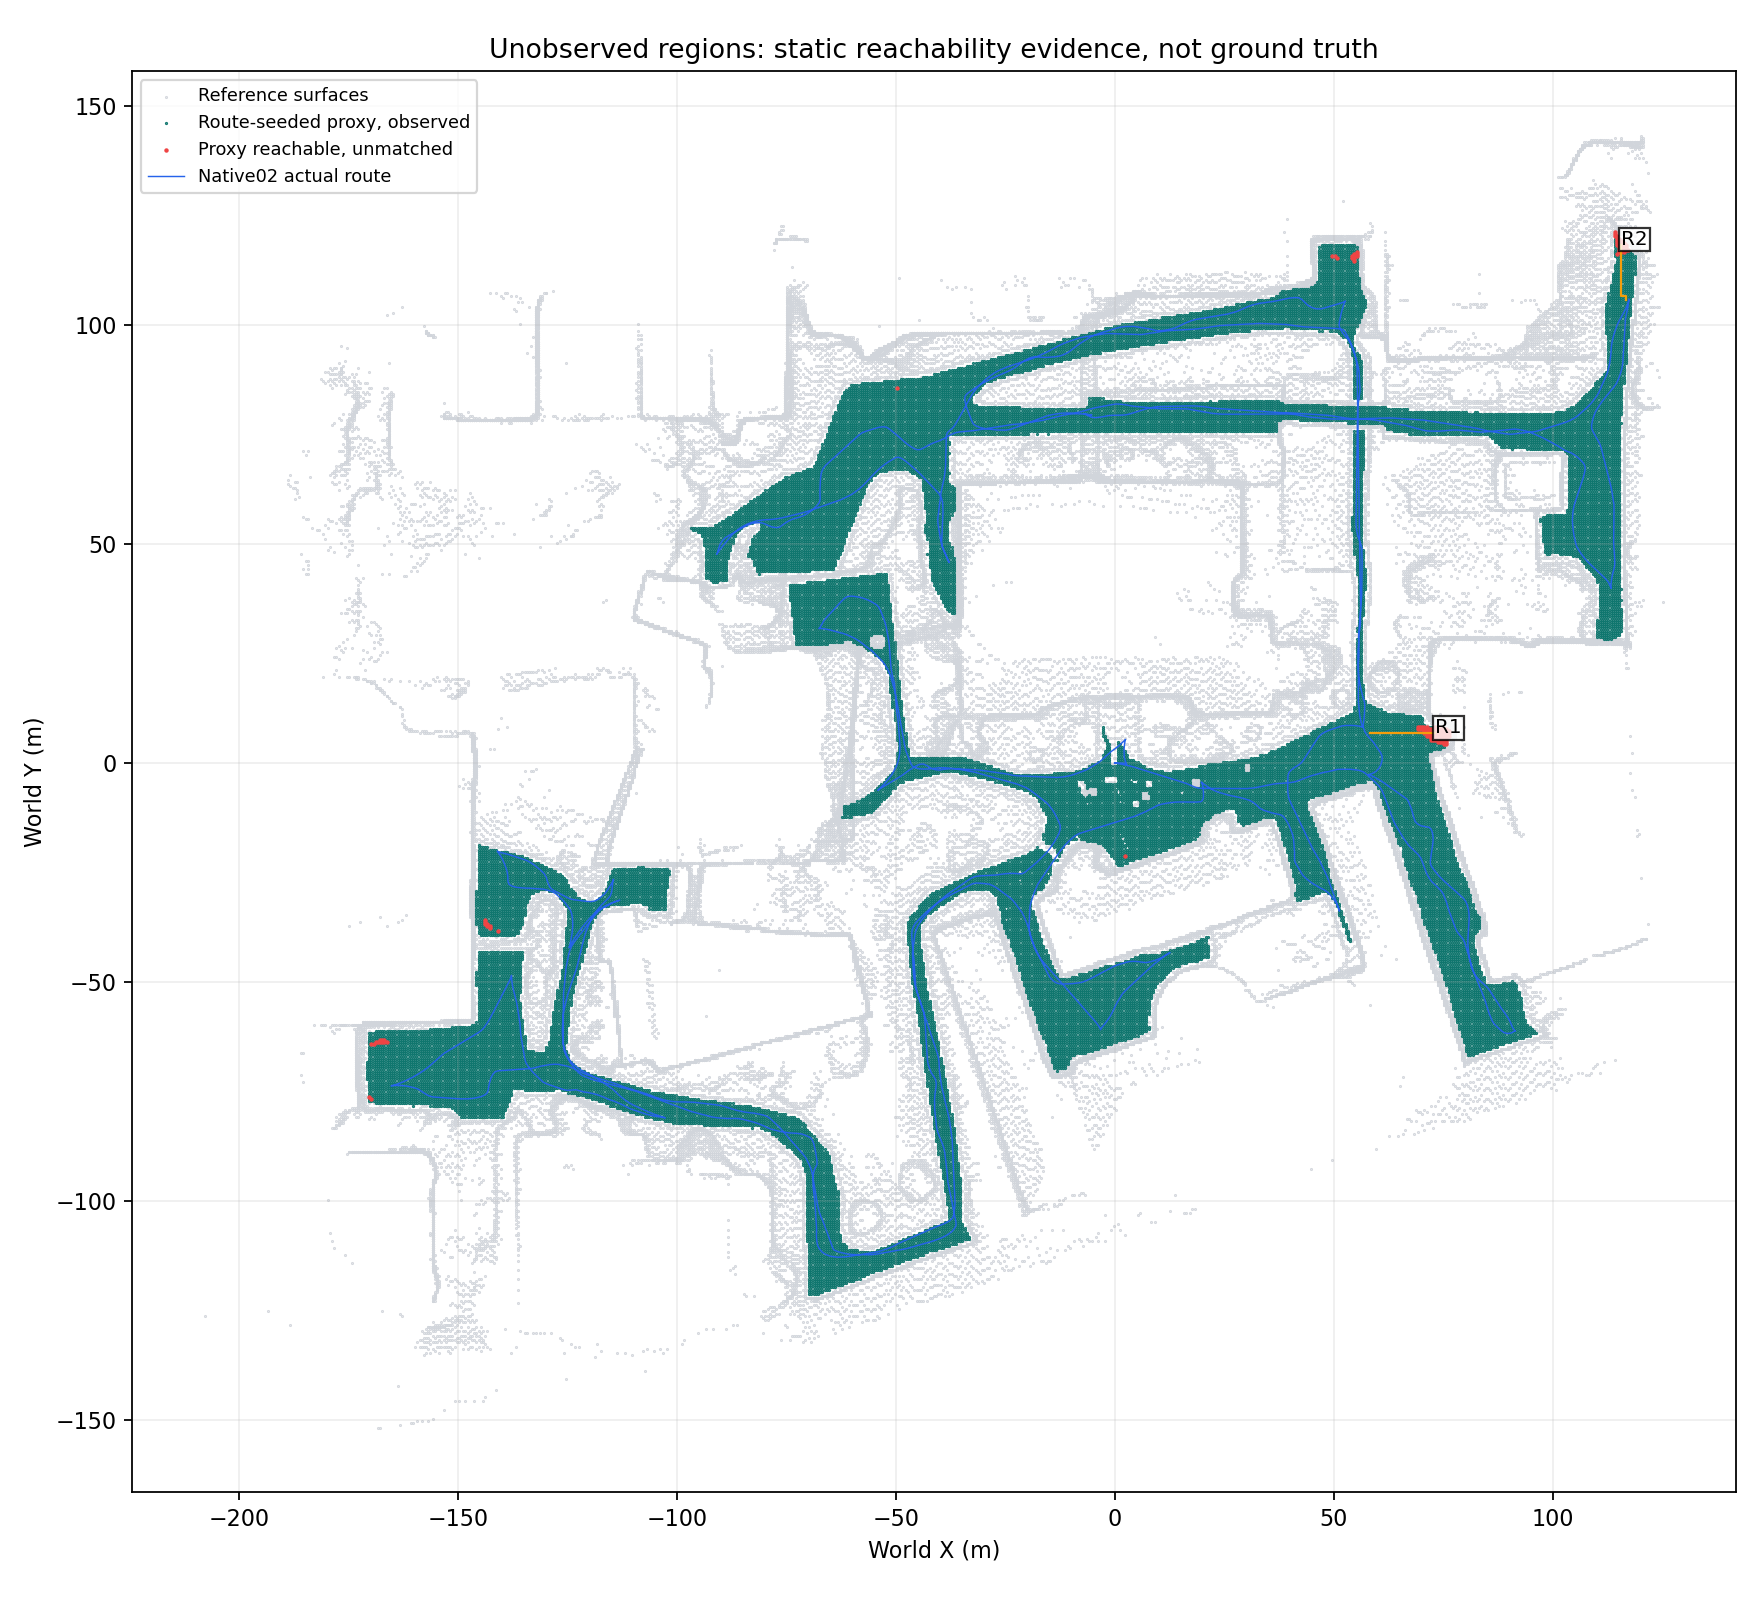 Unobserved regions: static reachability evidence, not ground truth
Reference surfaces
Route-seeded proxy, observed
Proxy reachable, unmatched
Native02 actual route
150
100
50
0
−50
−100
−150
World Y (m)
R2
R1
−200
−150
−100
−50
0
50
100
World X (m)